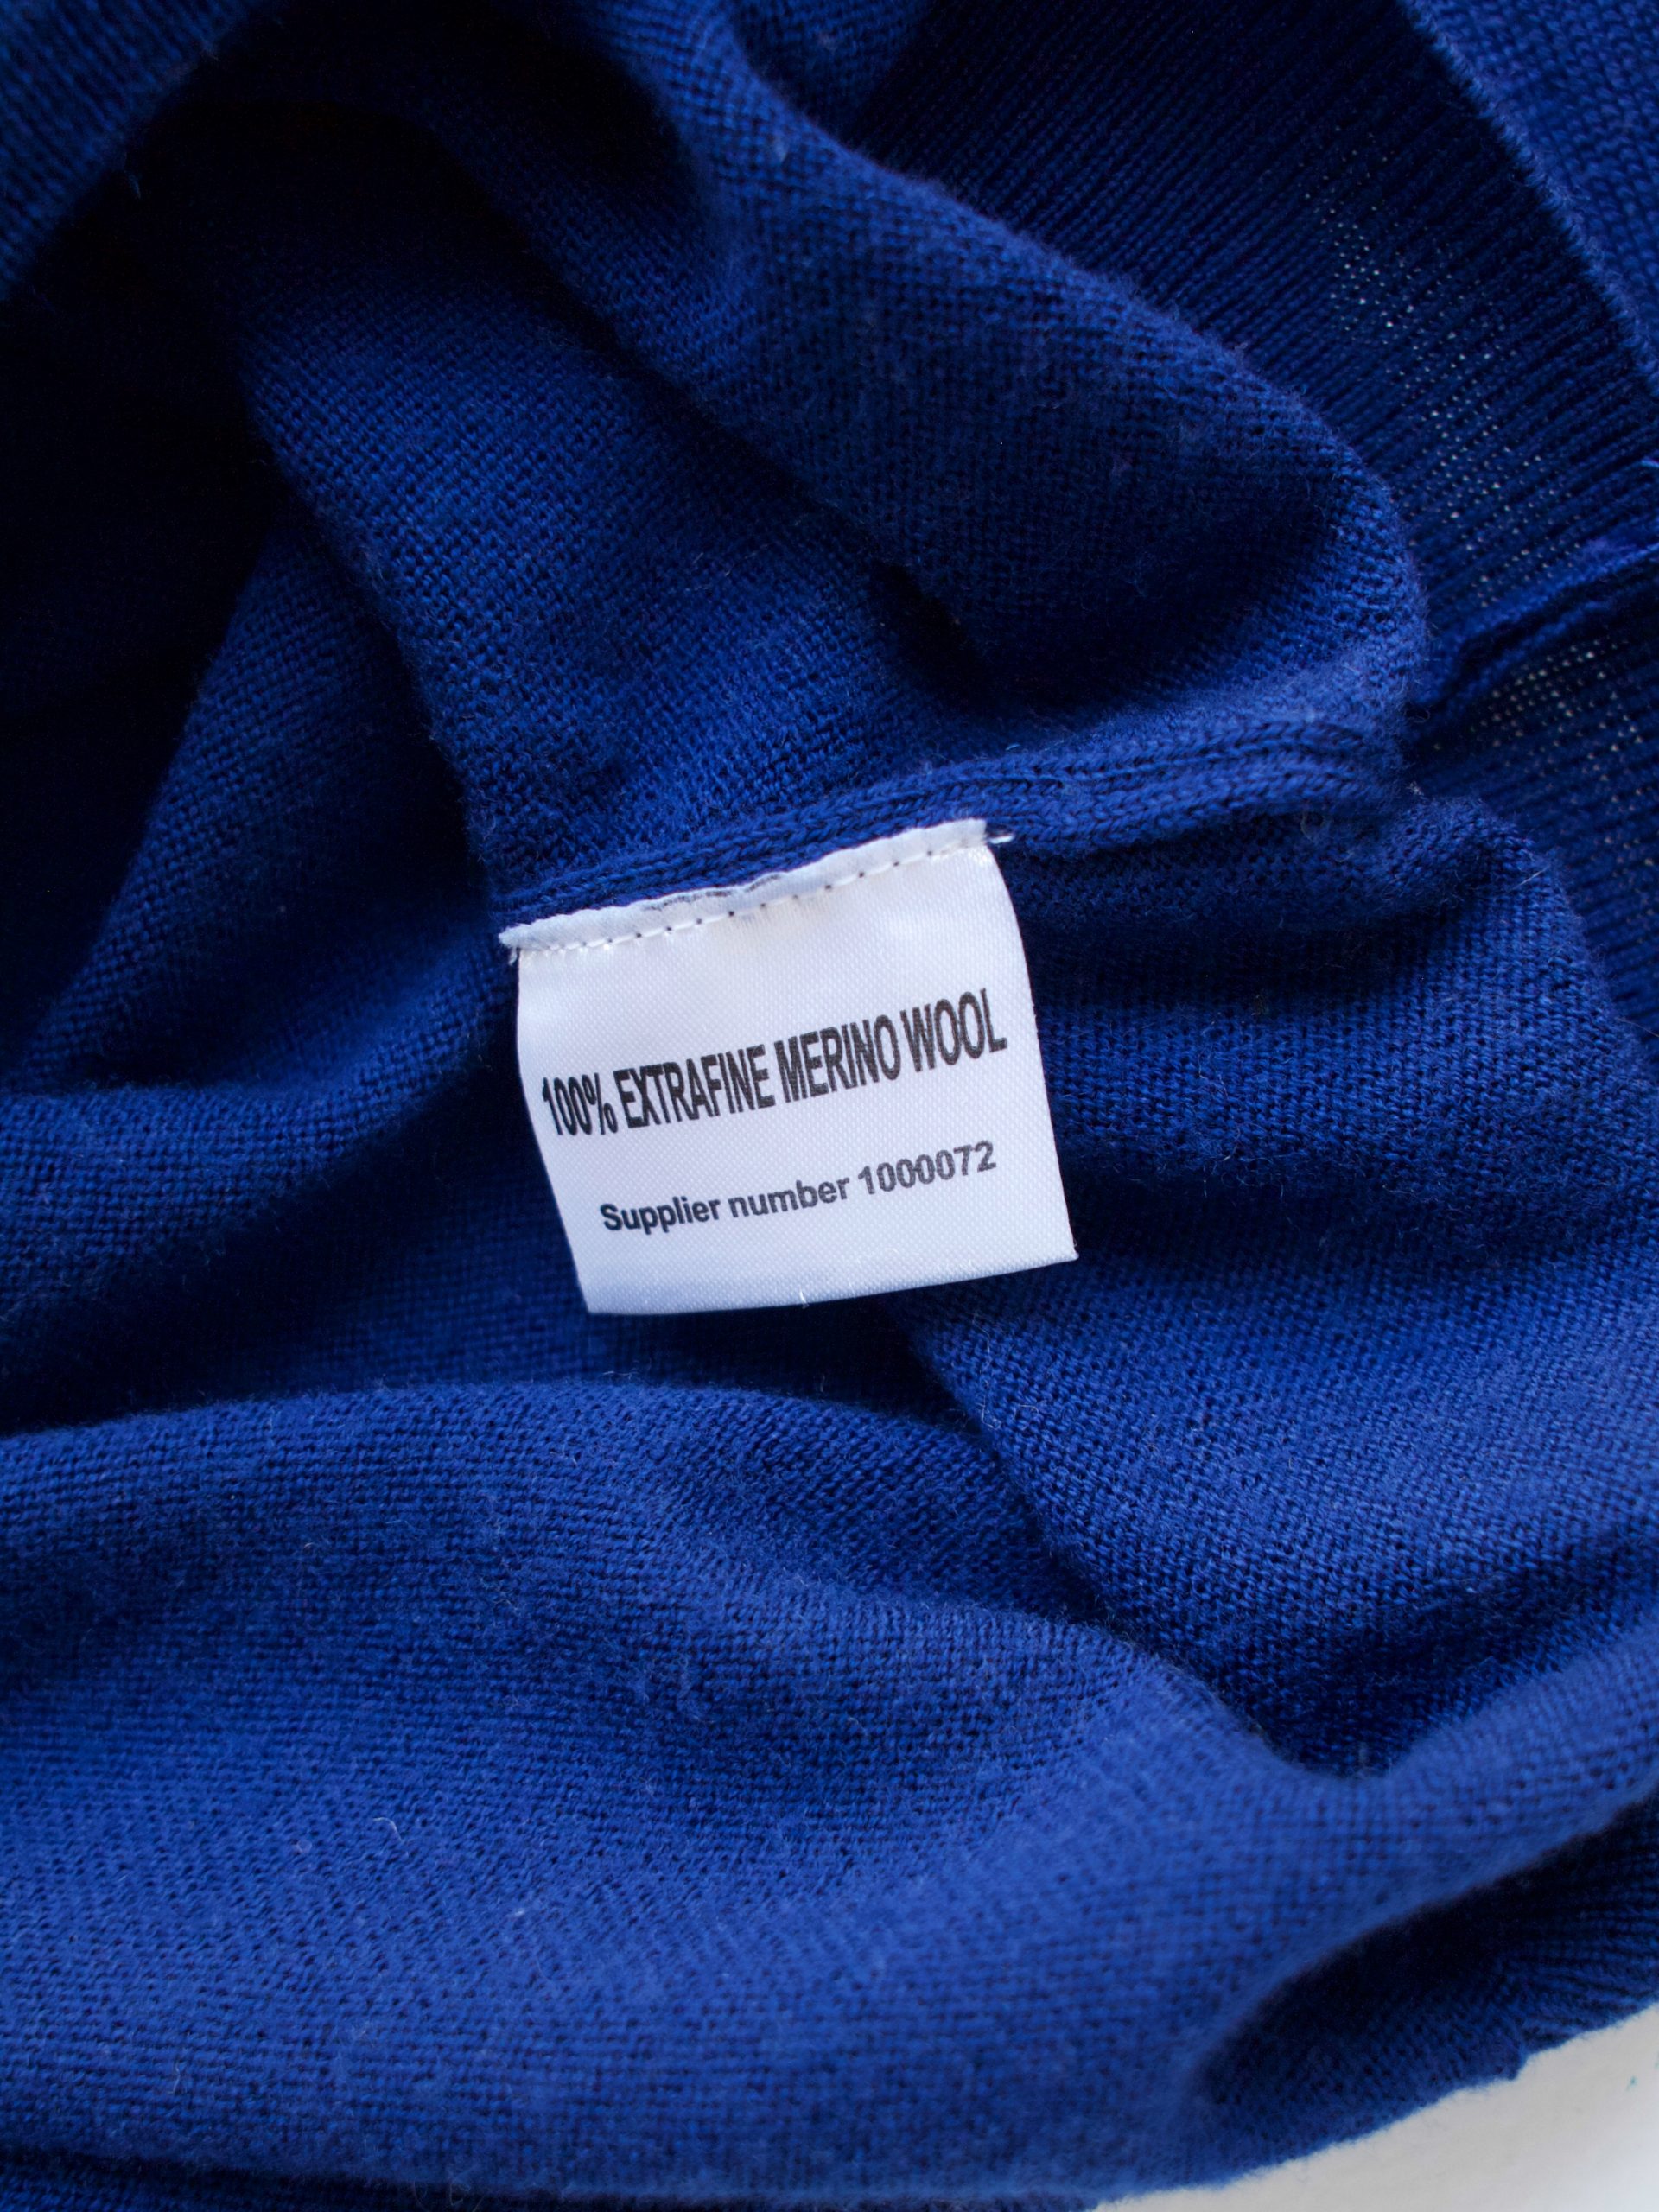 100% EXTRAFINE MERINO WOOL
Supplier number 1000072